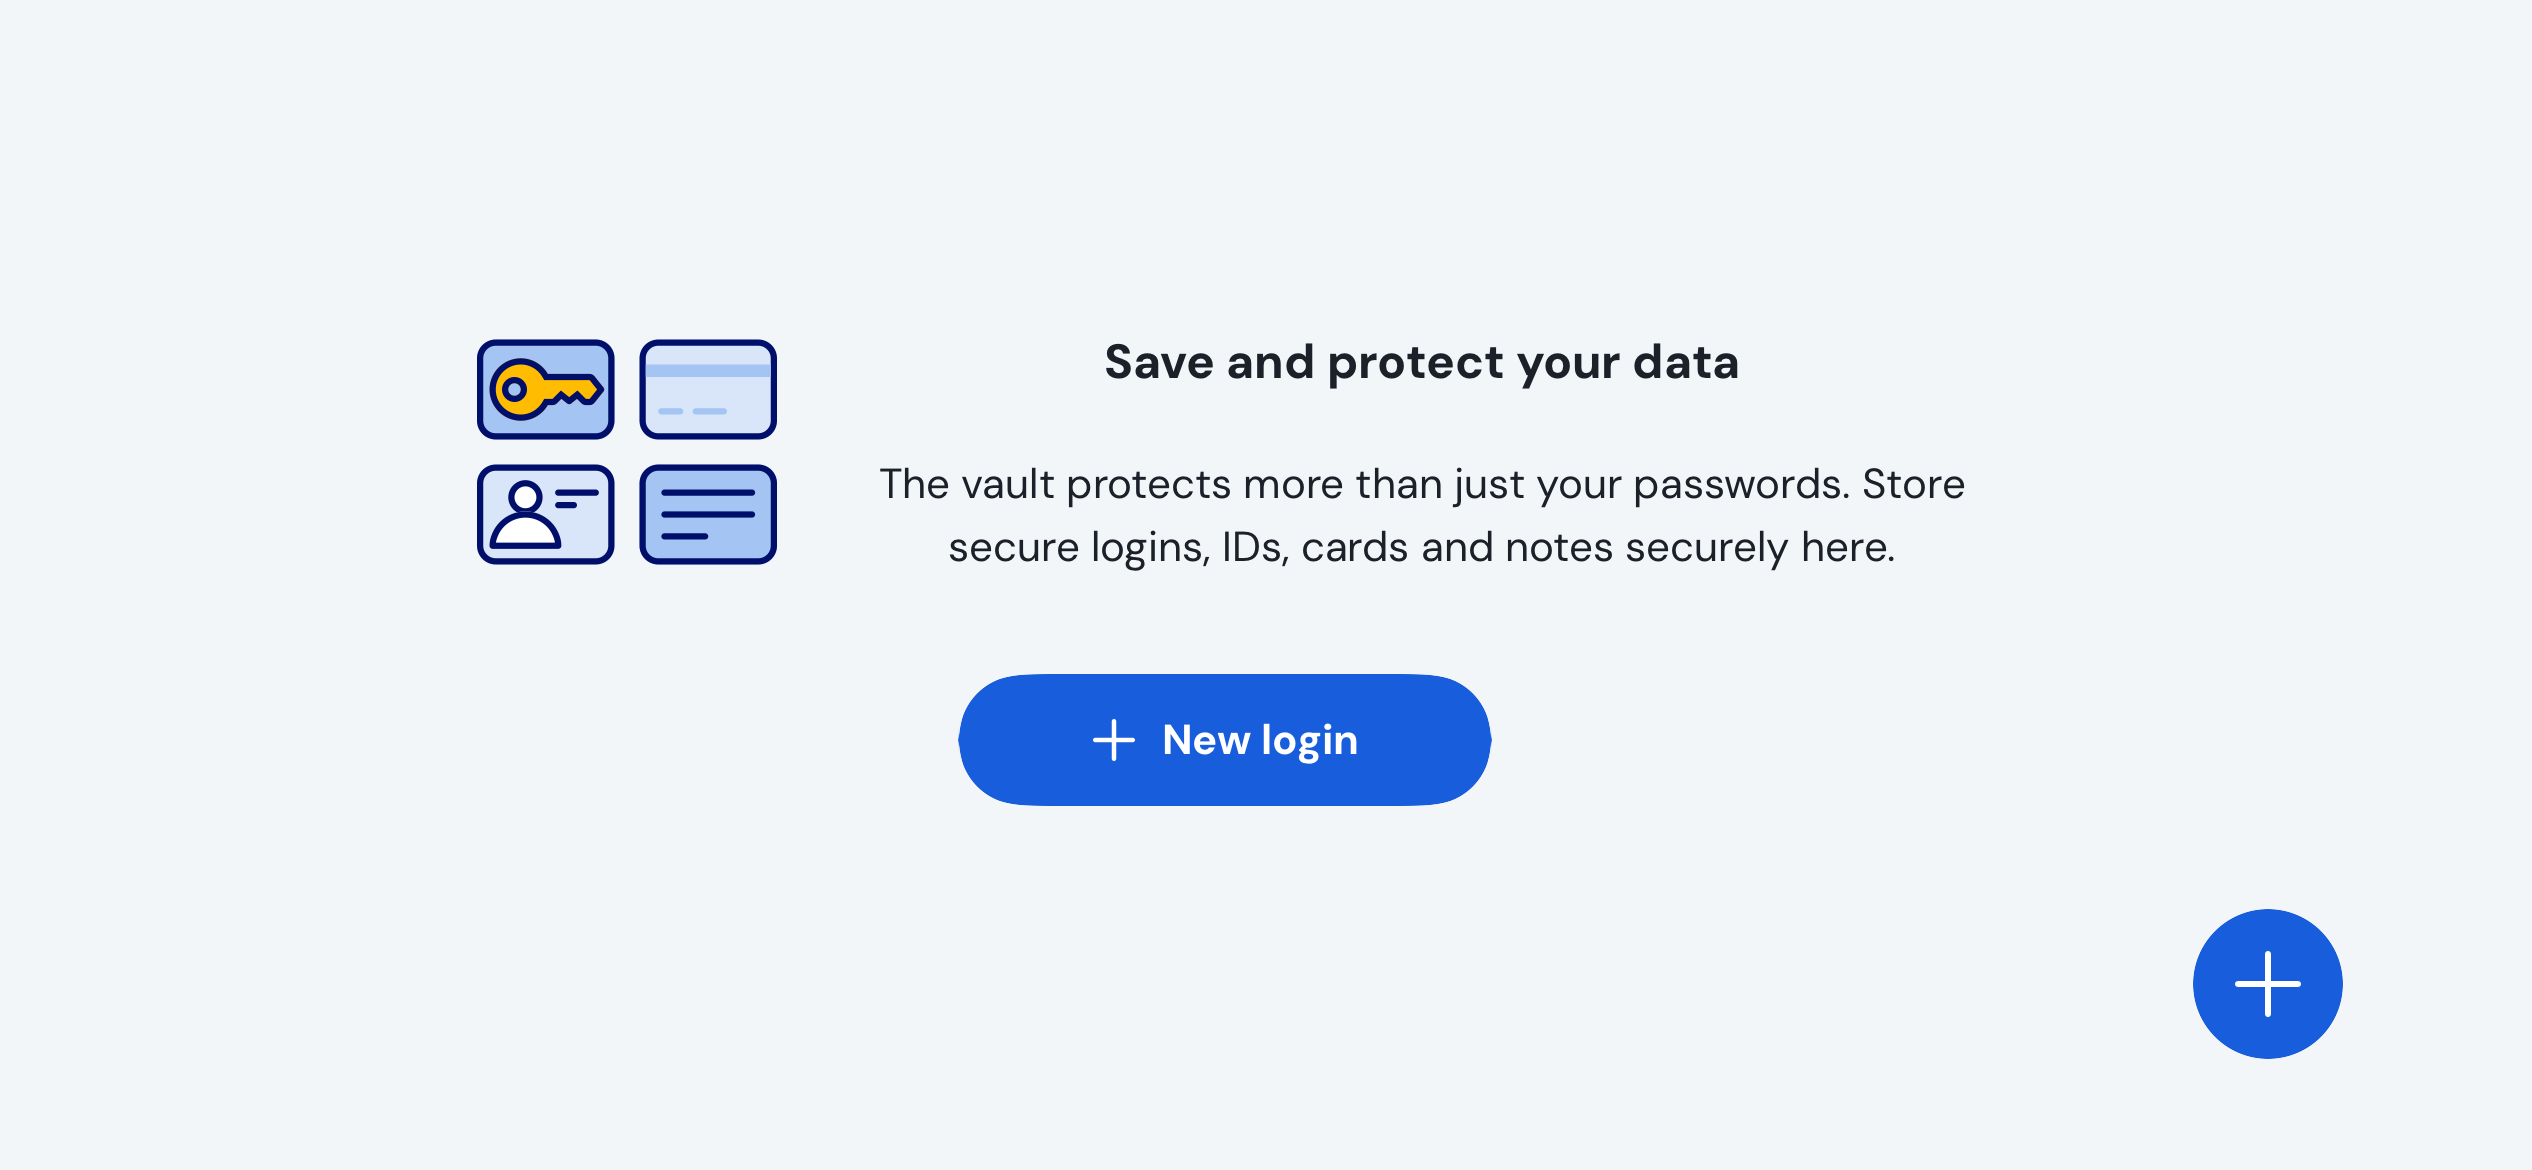 Save and protect your data
The vault protects more than just your passwords. Store
secure logins, IDs, cards and notes securely here.
New login